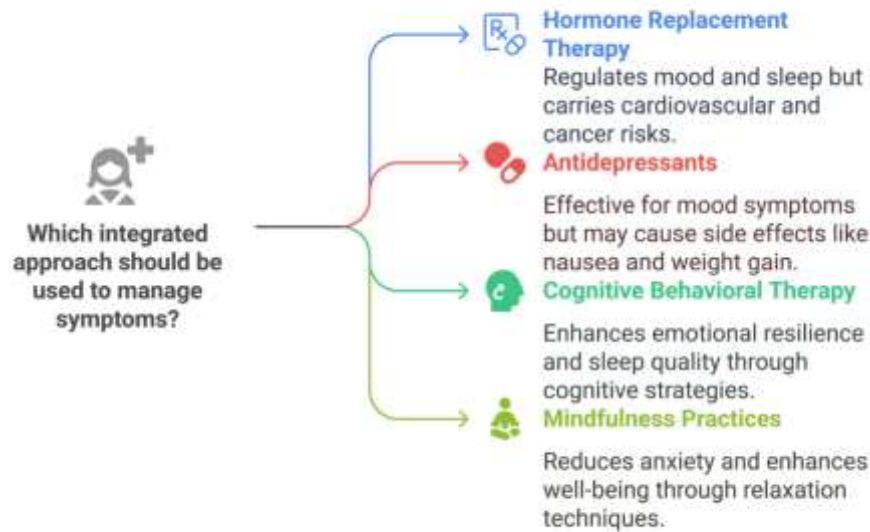 Which integrated
approach should be
used to manage
symptoms?
Hormone Replacement
Therapy
Regulates mood and sleep but
carries cardiovascular and
cancer risks.
Antidepressants
Effective for mood symptoms
but may cause side effects like
nausea and weight gain.
Cognitive Behavioral Therapy
Enhances emotional resilience
and sleep quality through
cognitive strategies.
Mindfulness Practices
Reduces anxiety and enhances
well-being through relaxation
techniques.